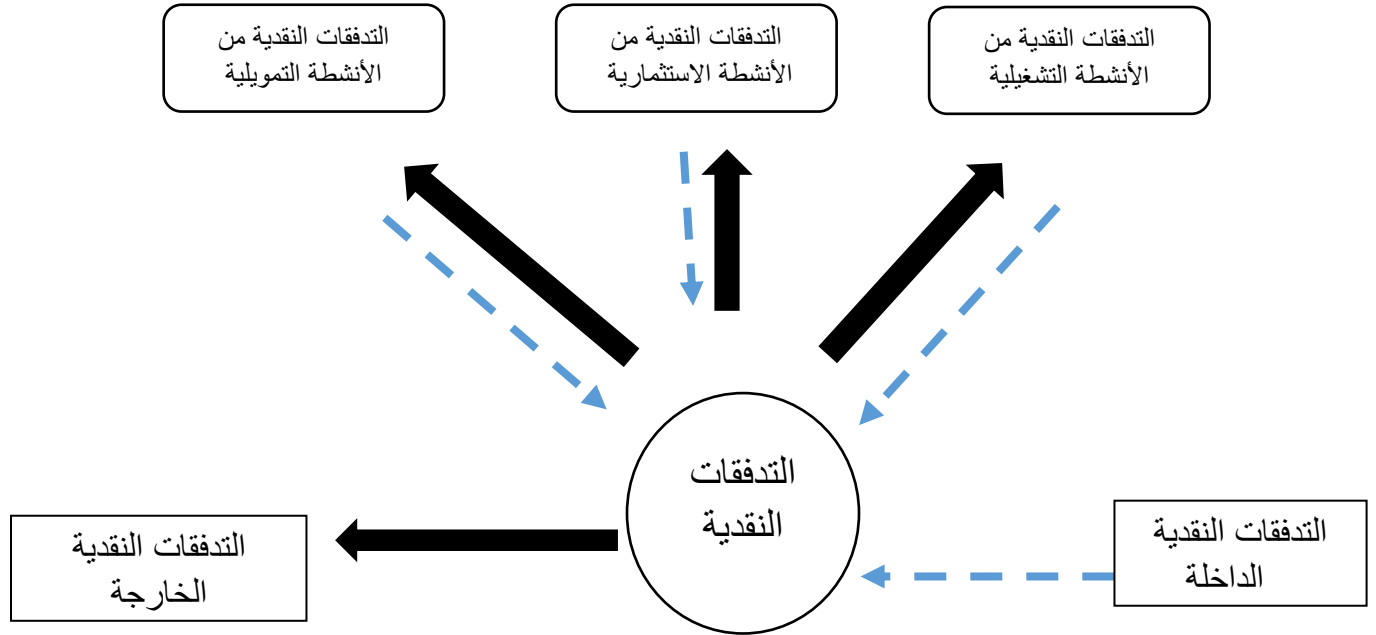 التدفقات النقدية من
الأنشطة التشغيلية
التدفقات النقدية من
الأنشطة الاستثمارية
التدفقات النقدية من
الأنشطة التمويلية
التدفقات
النقدية
التدفقات النقدية
الداخلة
التدفقات النقدية
الخارجة